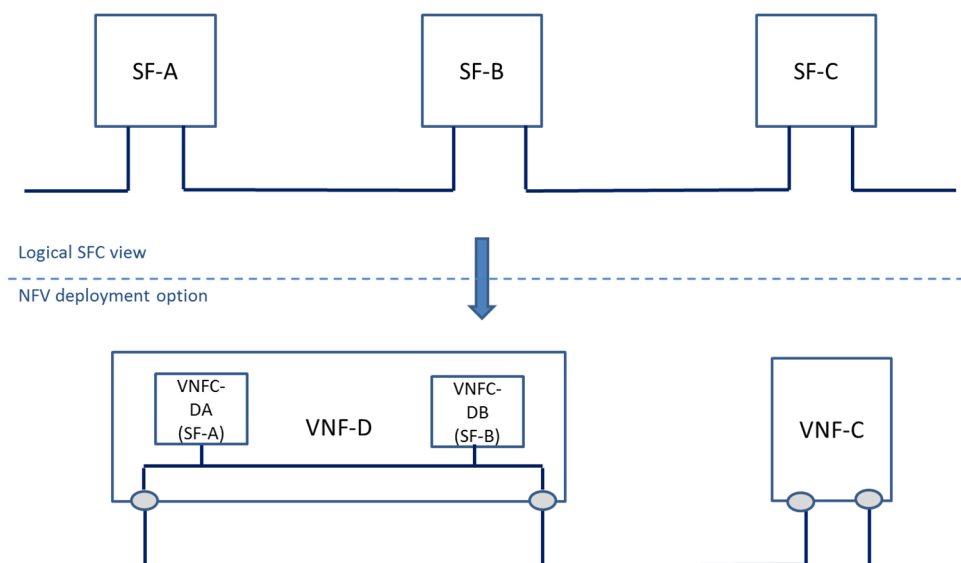 SF-A
SF-B
SF-C
Logical SFC view
NFV deployment option
VNFC-
DA
(SF-A)
VNF-D
VNFC-
DB
(SF-B)
VNF-C